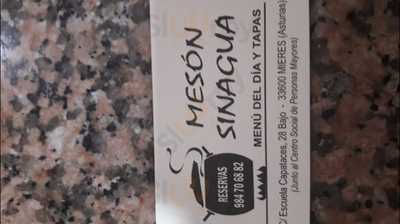 MESÓN
SINAGUA
MENÚ DEL DÍA Y TAPAS
RESERVAS
984 70 68 82
C/ Escuela Capataces, 28 Bajo - 33600 MIERES (Asturias)
(Junto al Centro Social de Personas Mayores)